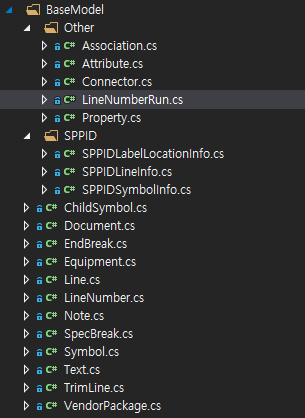 BaseModel
Other
C# Association.cs
C# Attribute.cs
C# Connector.cs
C# LineNumberRun.cs
C# Property.cs
SPPID
C# SPPIDLabelLocationInfo.cs
C# SPPIDLineInfo.cs
C# SPPIDSymbolInfo.cs
C# ChildSymbol.cs
C# Document.cs
C# EndBreak.cs
C# Equipment.cs
C# Line.cs
C# LineNumber.cs
C# Note.cs
C# SpecBreak.cs
C# Symbol.cs
C# Text.cs
C# TrimLine.cs
C# VendorPackage.cs